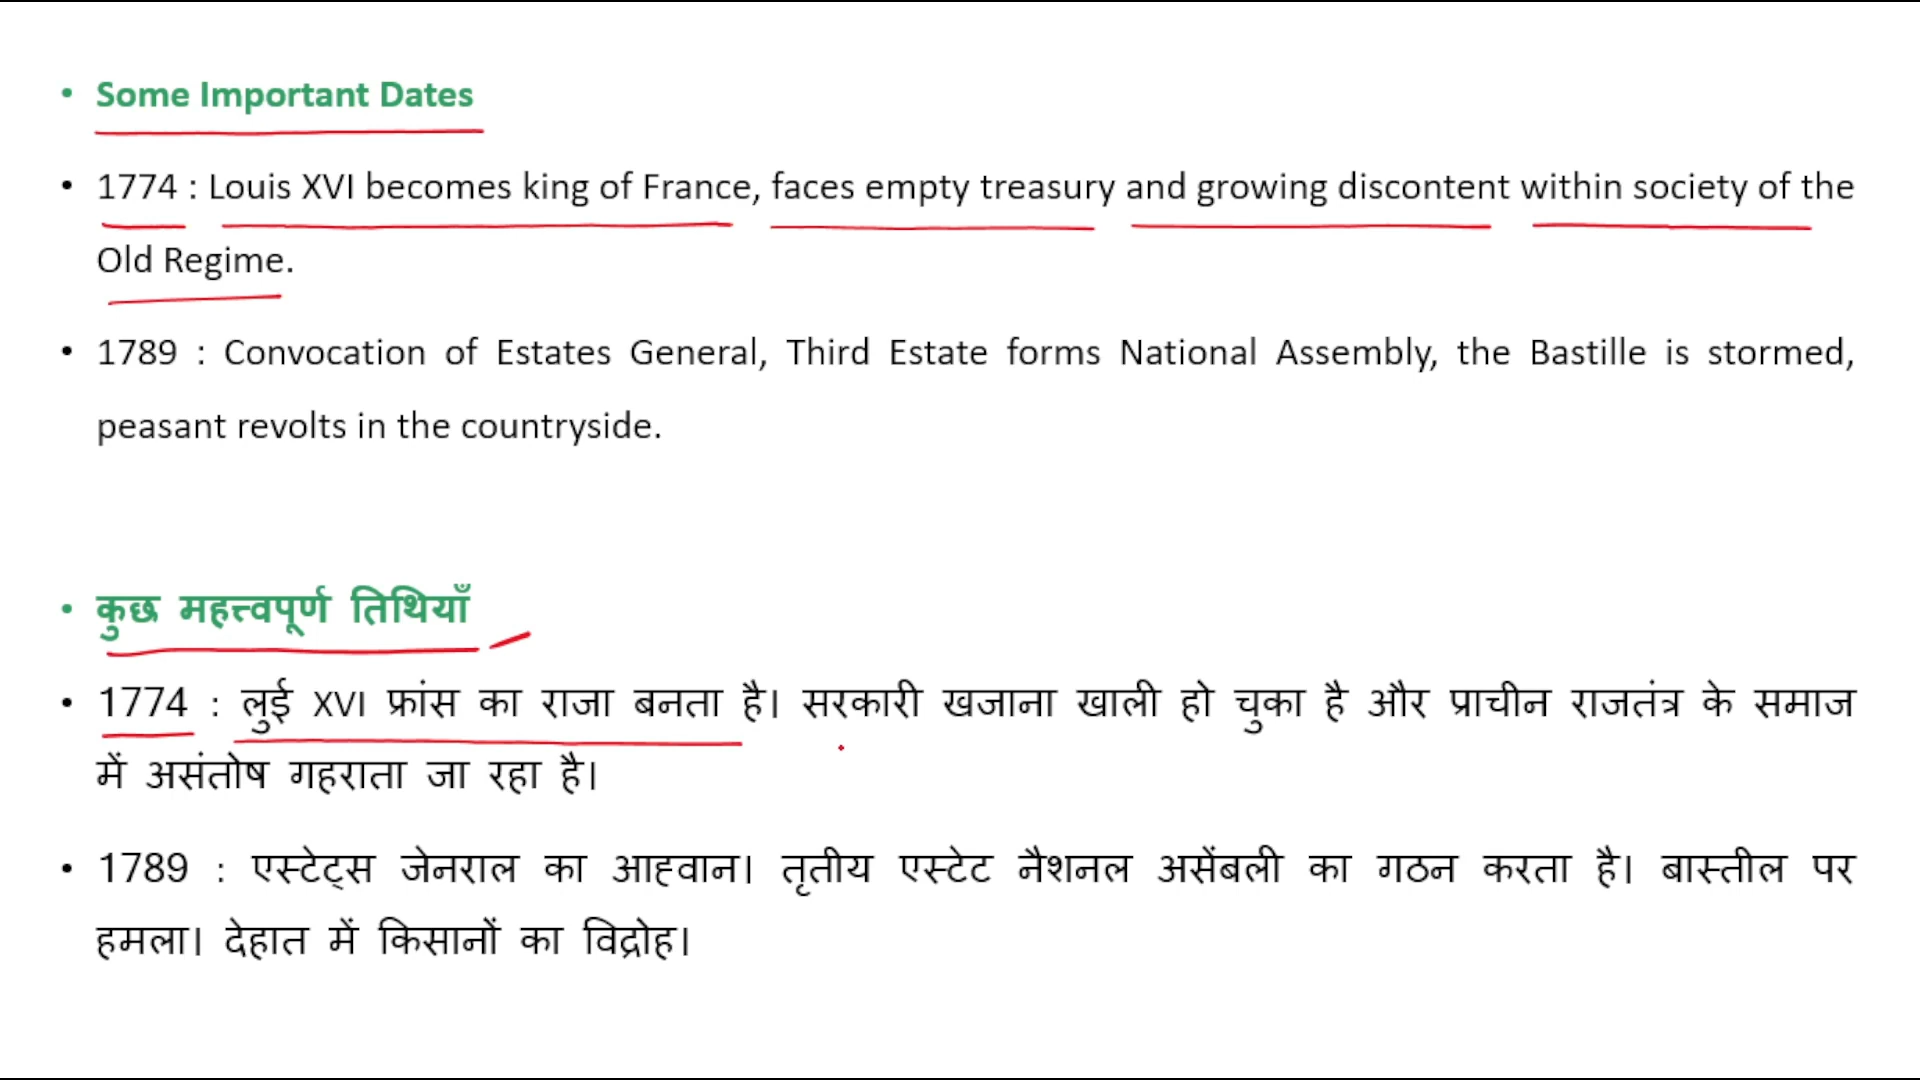 • Some Important Dates
• 1774 : Louis XVI becomes king of France, faces empty treasury and growing discontent within society of the
Old Regime.
• 1789 : Convocation of Estates General, Third Estate forms National Assembly, the Bastille is stormed,
peasant revolts in the countryside.
• कुछ महत्त्वपूर्ण तिथियाँ
• 1774 : लुई XVI फ्रांस का राजा बनता है। सरकारी खजाना खाली हो चुका है और प्राचीन राजतंत्र के समाज
में असंतोष गहराता जा रहा है।
• 1789 : एस्टेट्स जेनराल का आह्वान। तृतीय एस्टेट नैशनल असेंबली का गठन करता है। बास्तील पर
हमला। देहात में किसानों का विद्रोह।